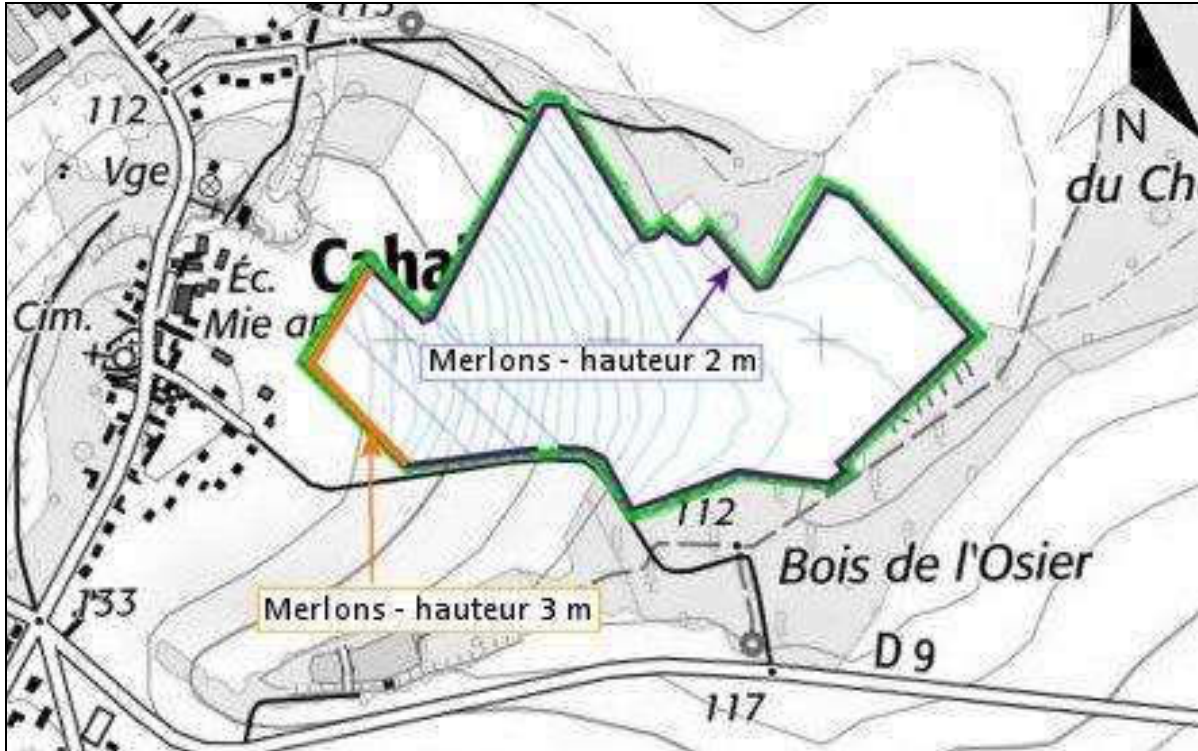 113
112
N
Vge
du Ch
Éc.
Cim.
Merlons - hauteur 2 m
112
Bois de l'Osier
Merlons - hauteur 3 m
133
D 9
117